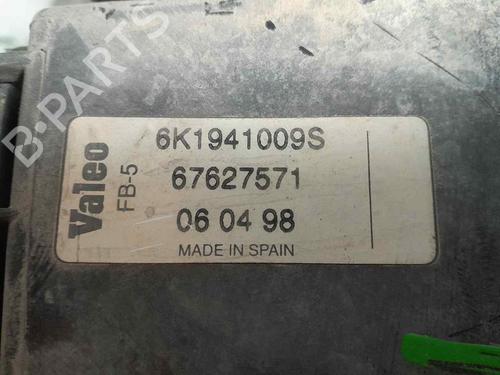 B-PARTS
Valeo
FB-5
6K1941009S
67627571
06 04 98
MADE IN SPAIN